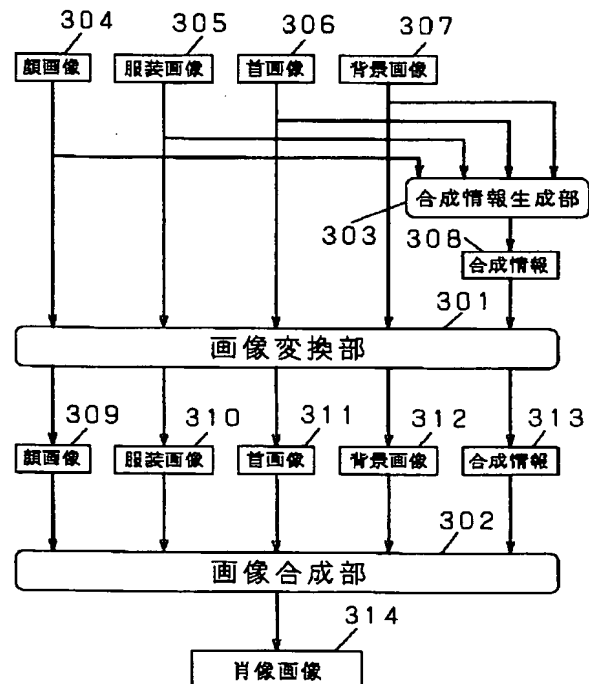 304 305 306 307
顔画像 服装画像 首画像 背景画像
合成情報生成部
303 308
合成情報
301
画像変換部
309 310 311 312 313
顔画像 服装画像 首画像 背景画像 合成情報
302
画像合成部
314
肖像画像